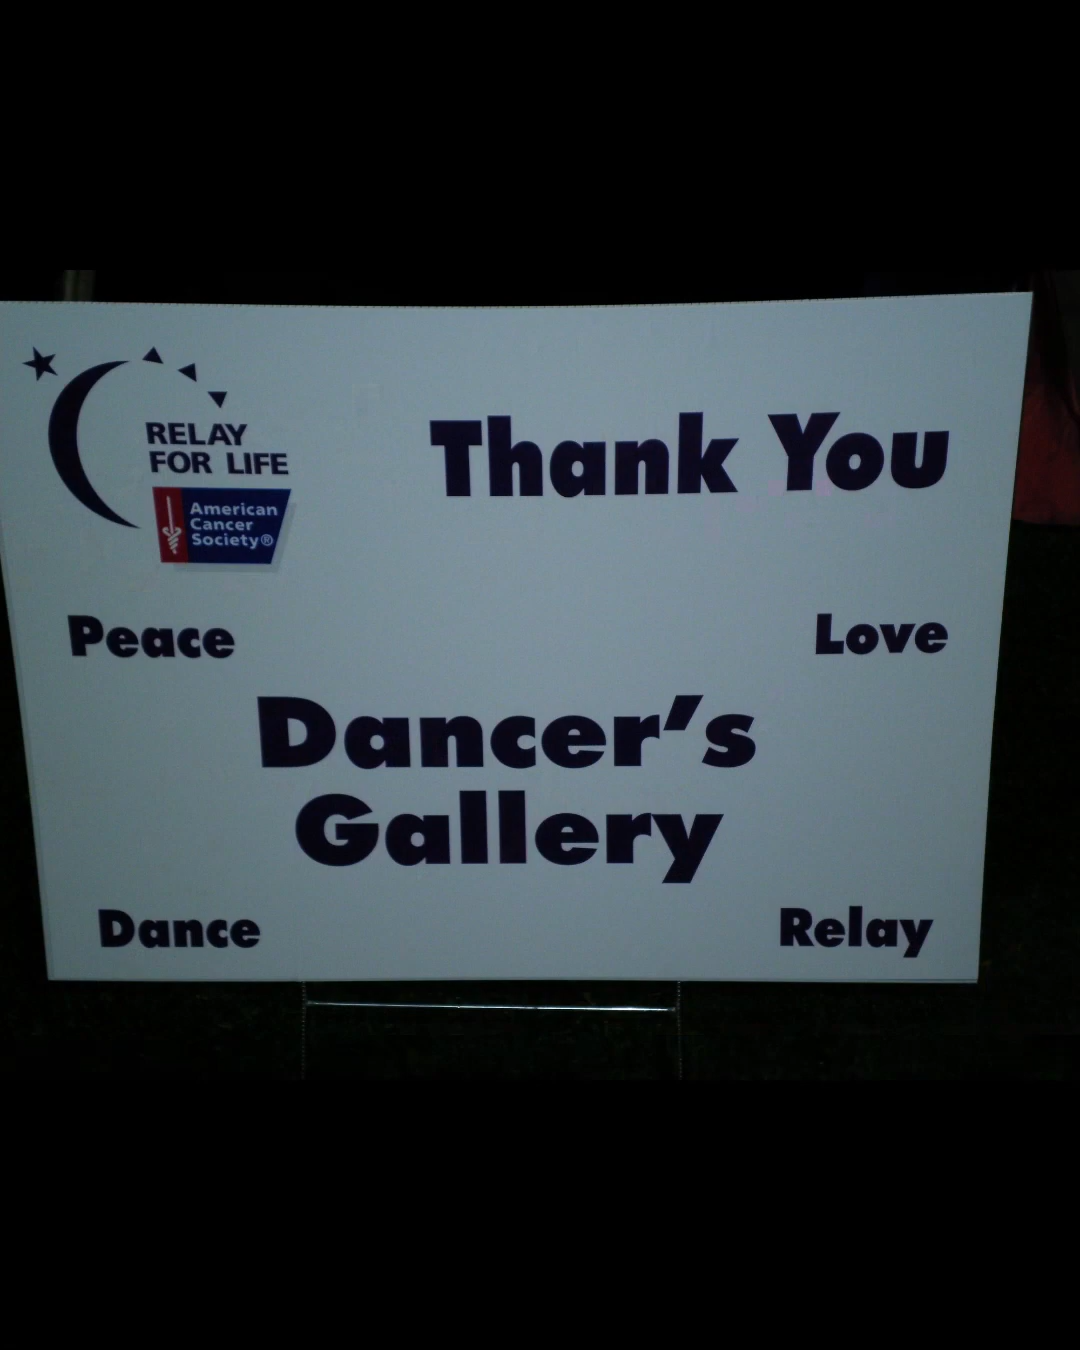 RELAY
FOR LIFE
American
Cancer
Society®
Thank You
Peace
Love
Dancer's
Gallery
Dance
Relay